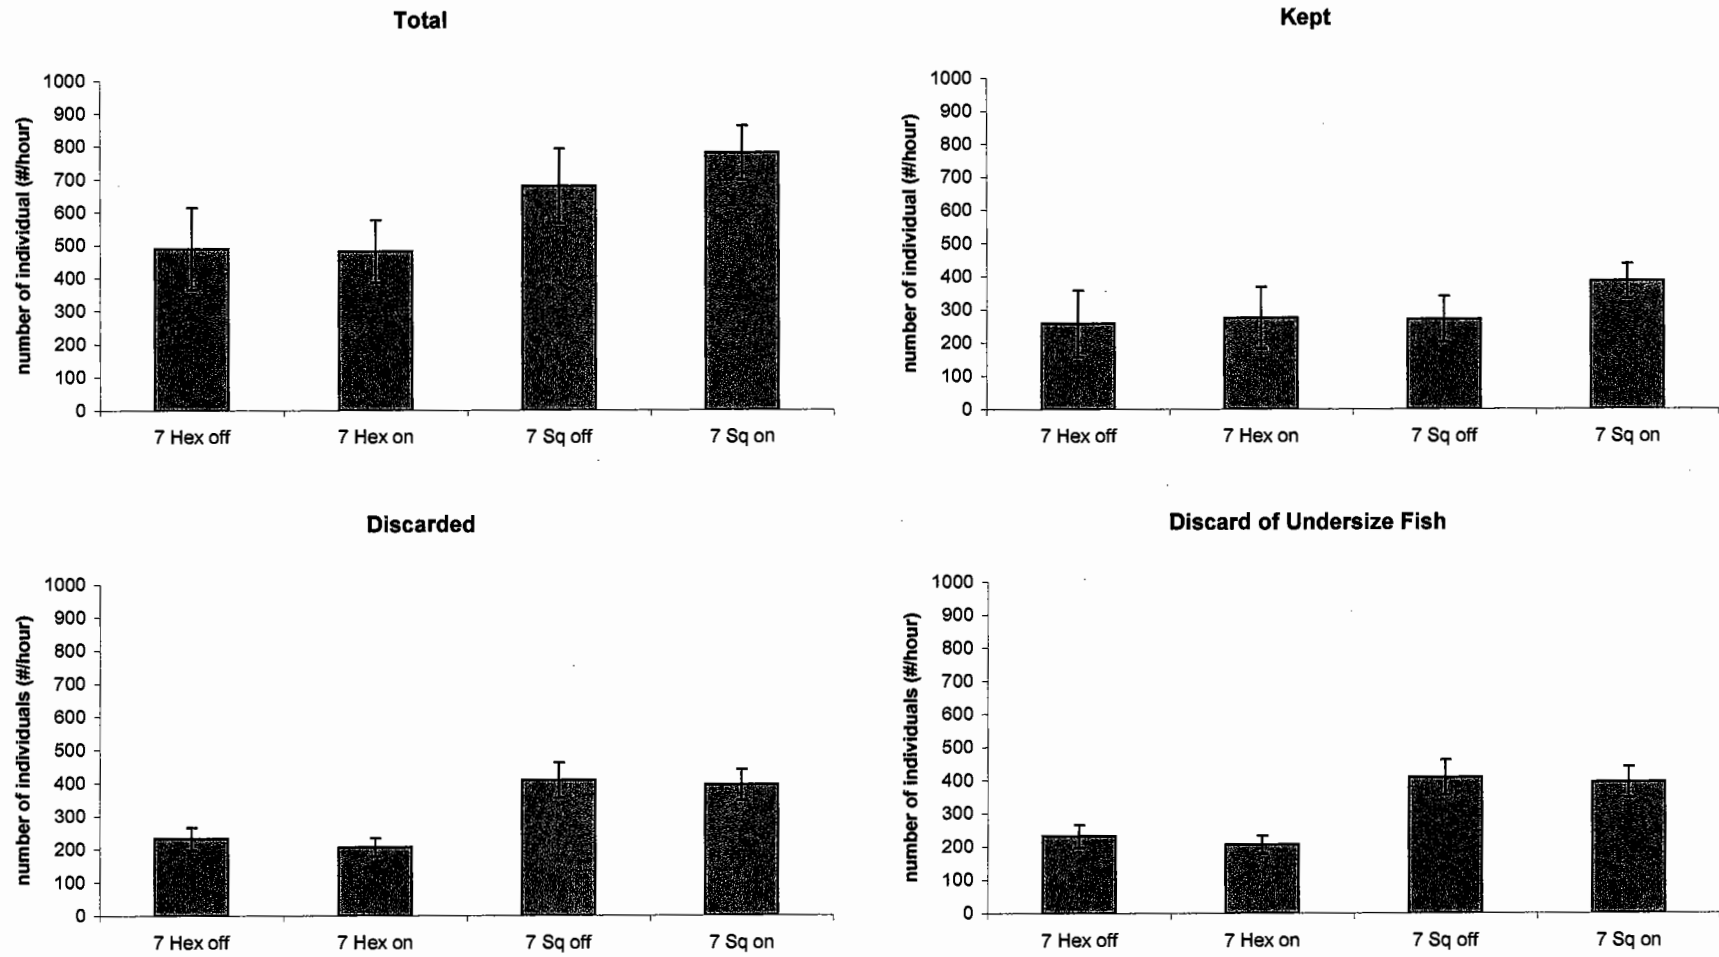 Total
number of individual (#/hour)
1000
900
800
700
600
500
400
300
200
100
0
7 Hex off
7 Hex on
7 Sq off
7 Sq on
Kept
number of individual (#/hour)
1000
900
800
700
600
500
400
300
200
100
0
7 Hex off
7 Hex on
7 Sq off
7 Sq on
Discarded
number of individuals (#/hour)
1000
900
800
700
600
500
400
300
200
100
0
7 Hex off
7 Hex on
7 Sq off
7 Sq on
Discard of Undersize Fish
number of individuals (#/hour)
1000
900
800
700
600
500
400
300
200
100
0
7 Hex off
7 Hex on
7 Sq off
7 Sq on